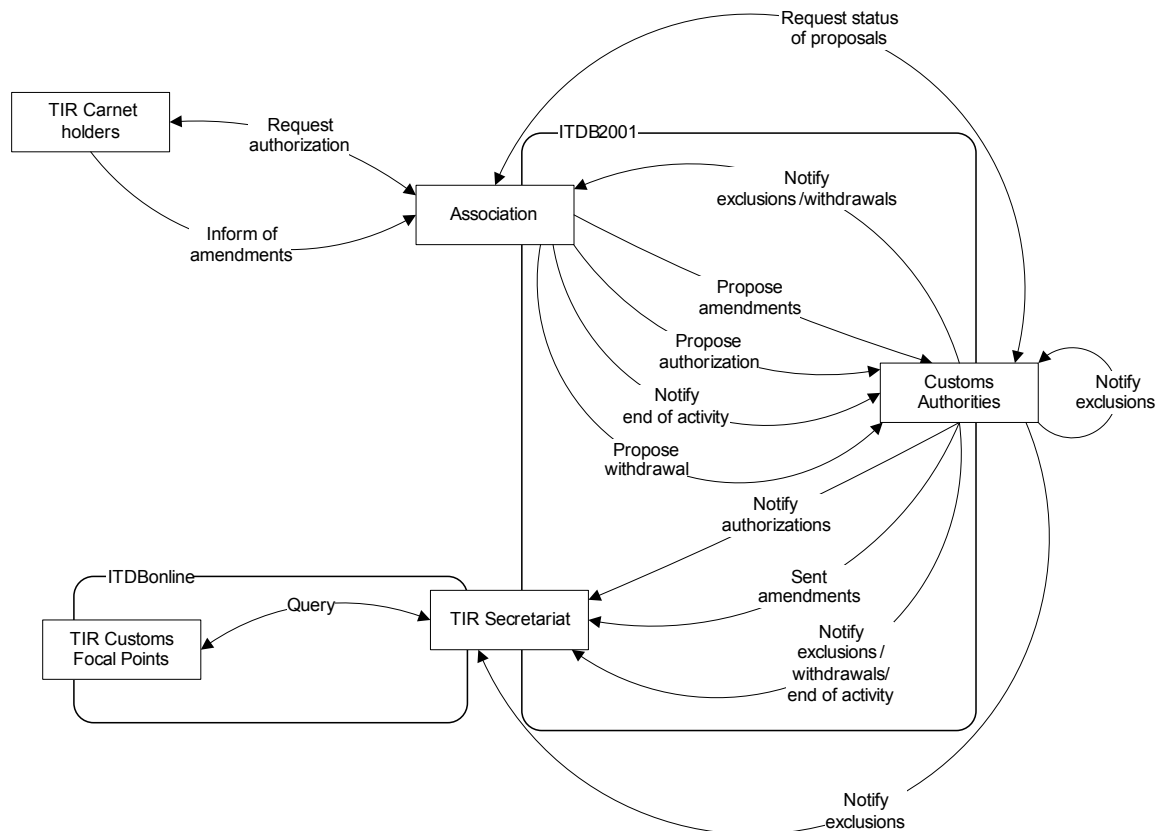 Request status
of proposals
TIR Carnet
holders
Request
authorization
ITDB2001
Notify
exclusions/withdrawals
Association
Inform of
amendments
Propose
amendments
Propose
authorization
Customs
Authorities
Notify
exclusions
Notify
end of activity
Propose
withdrawal
Notify
authorizations
ITDBonline
Sent
amendments
Query
TIR Secretariat
TIR Customs
Focal Points
Notify
exclusions/
withdrawals/
end of activity
Notify
exclusions